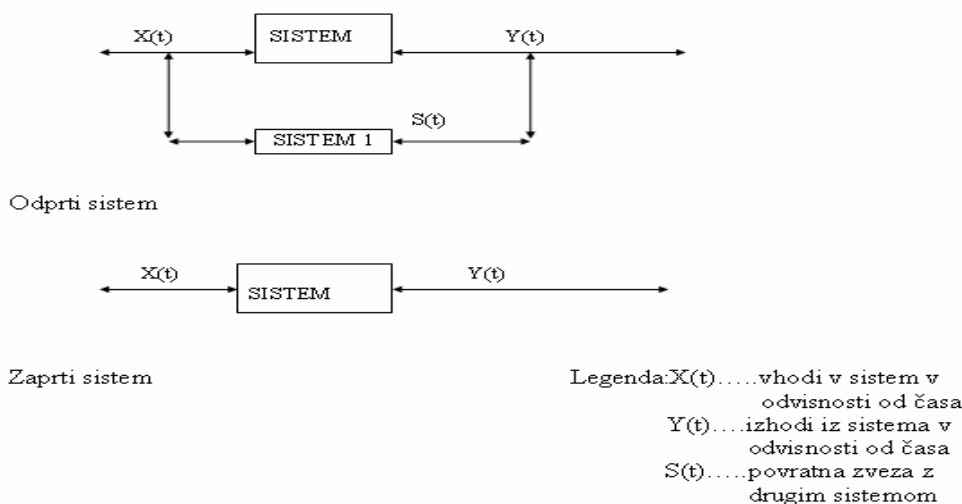 X(t)
SISTEM
Y(t)
S(t)
SISTEM 1
Odprti sistem
X(t)
SISTEM
Y(t)
Zaprti sistem
Legenda:X(t).....vhodi v sistem v
odvisnosti od časa
Y(t)....izhodi iz sistema v
odvisnosti od časa
S(t).....povratna zveza z
drugim sistemom